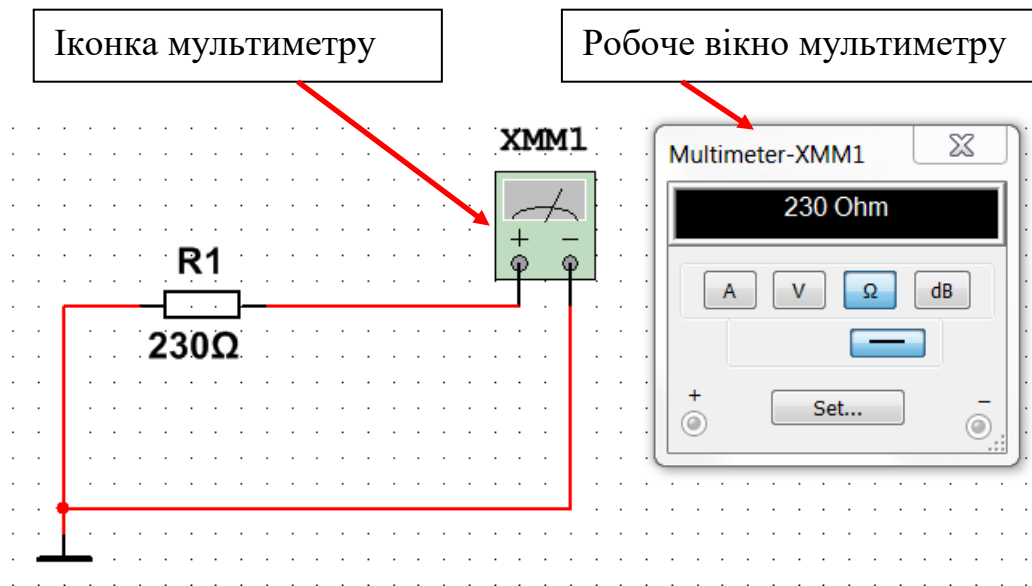 Іконка мультиметру
Робоче вікно мультиметру
XMM1
+ −
R1
230Ω
Multimeter-XMM1
230 Ohm
A V Ω dB
+ −
Set...